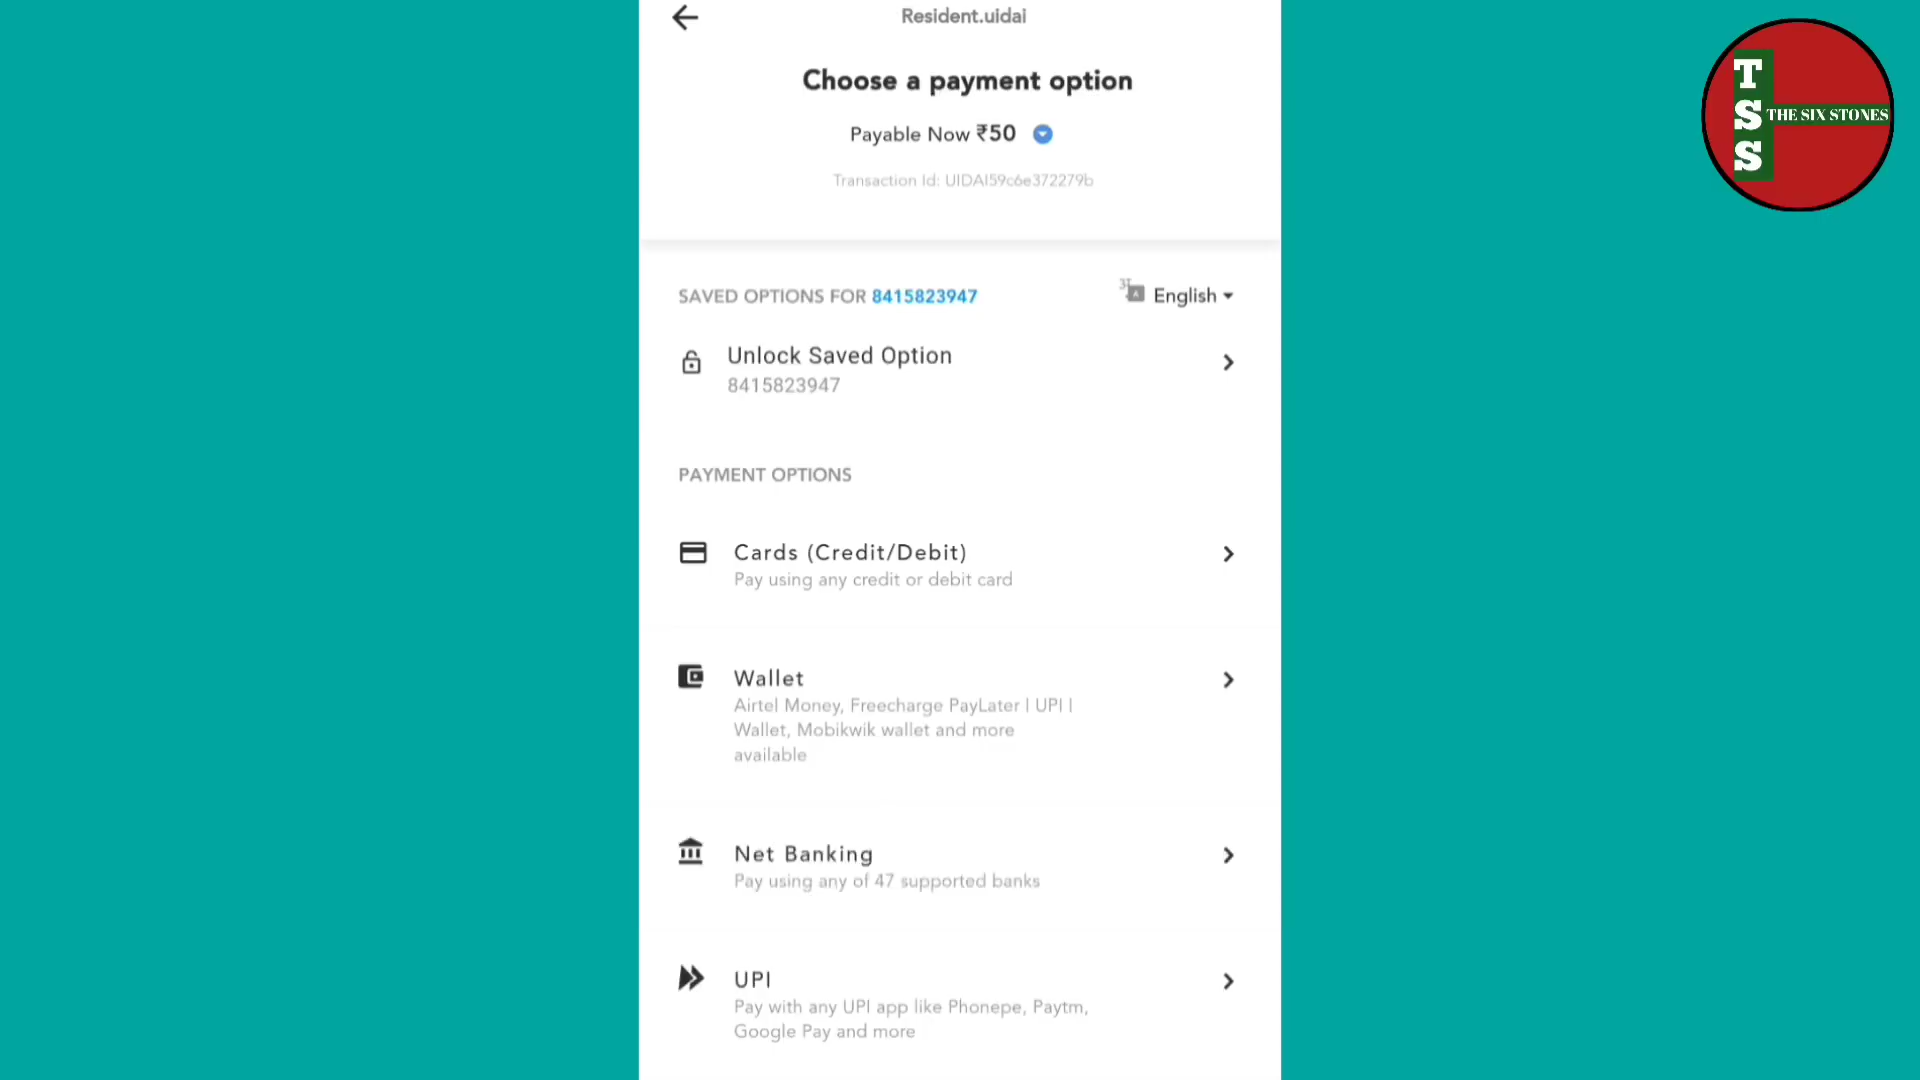 Resident.uidai
Choose a payment option
Payable Now ₹50
Transaction Id: UIDAI59c6e372279b
SAVED OPTIONS FOR 8415823947
English
Unlock Saved Option
8415823947
PAYMENT OPTIONS
Cards (Credit/Debit)
Pay using any credit or debit card
Wallet
Airtel Money, Freecharge PayLater | UPI |
Wallet, Mobikwik wallet and more
available
Net Banking
Pay using any of 47 supported banks
UPI
Pay with any UPI app like Phonepe, Paytm,
Google Pay and more
T
S
S
THE SIX STONES